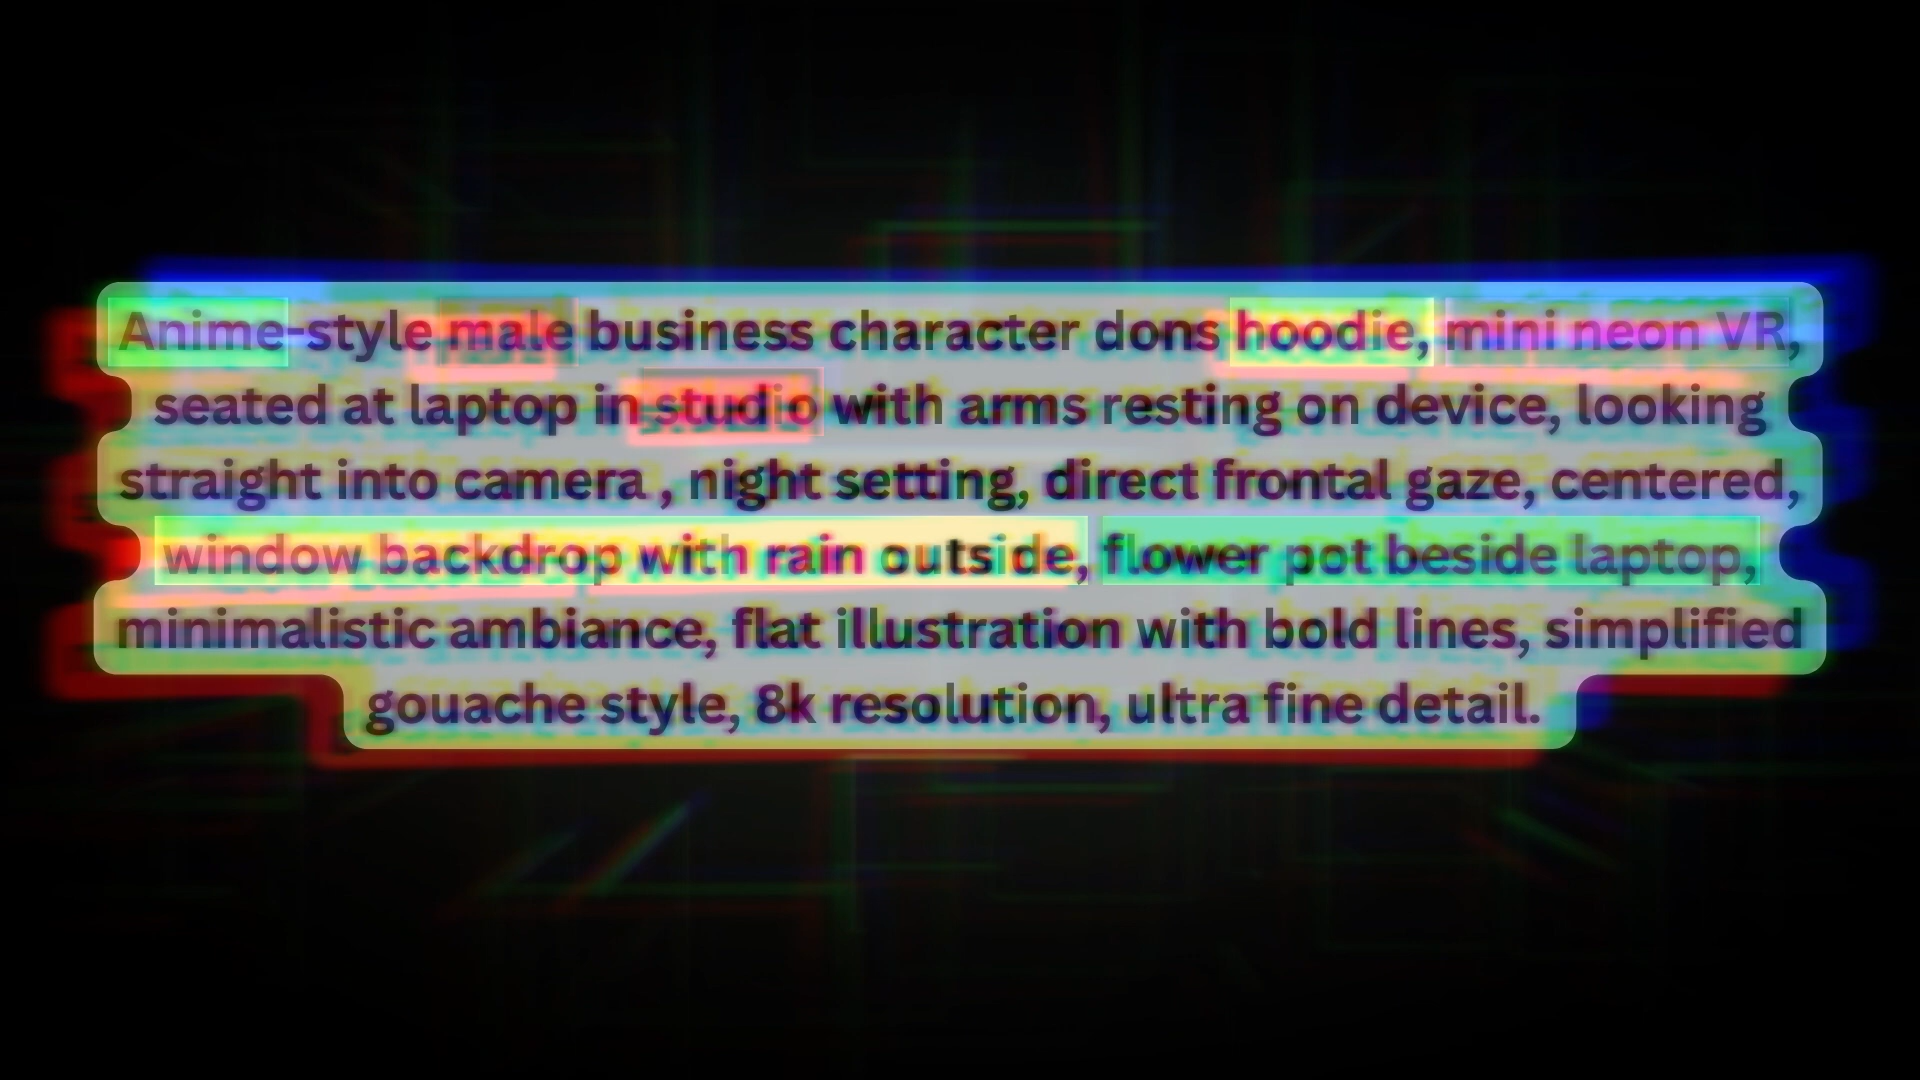 Anime-style male business character dons hoodie, mini neon VR,
seated at laptop in studio with arms resting on device, looking
straight into camera , night setting, direct frontal gaze, centered,
window backdrop with rain outside, flower pot beside laptop,
minimalistic ambiance, flat illustration with bold lines, simplified
gouache style, 8k resolution, ultra fine detail.